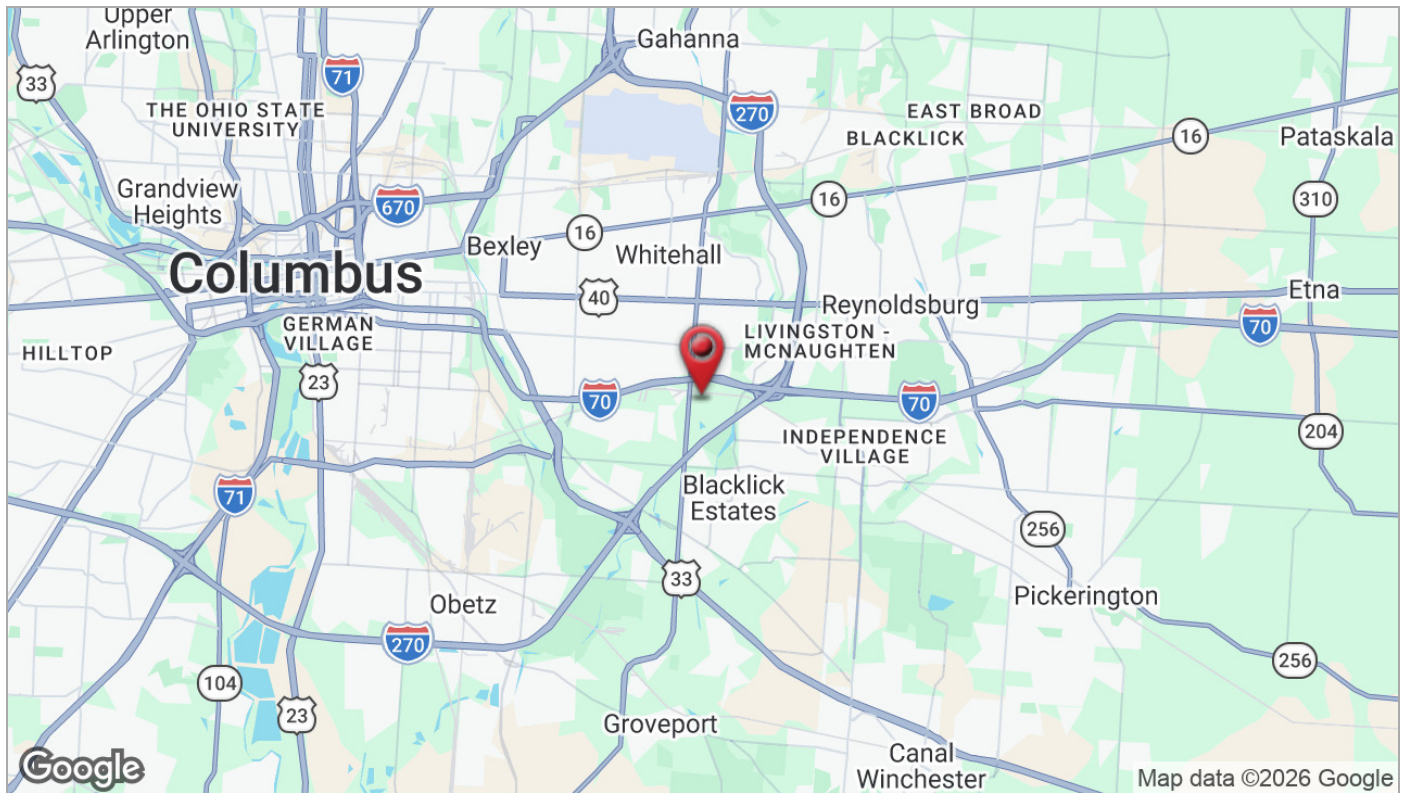 Upper
Arlington
Gahanna
33
71
270
THE OHIO STATE
UNIVERSITY
EAST BROAD
BLACKLICK
16
Pataskala
Grandview
Heights
670
16
310
Bexley
16
Whitehall
Columbus
40
Reynoldsburg
Etna
GERMAN
VILLAGE
LIVINGSTON -
MCNAUGHTEN
70
HILLTOP
23
70
70
204
INDEPENDENCE
VILLAGE
71
Blacklick
Estates
256
33
Pickerington
Obetz
270
256
104
23
Groveport
Canal
Winchester
Google
Map data ©2026 Google